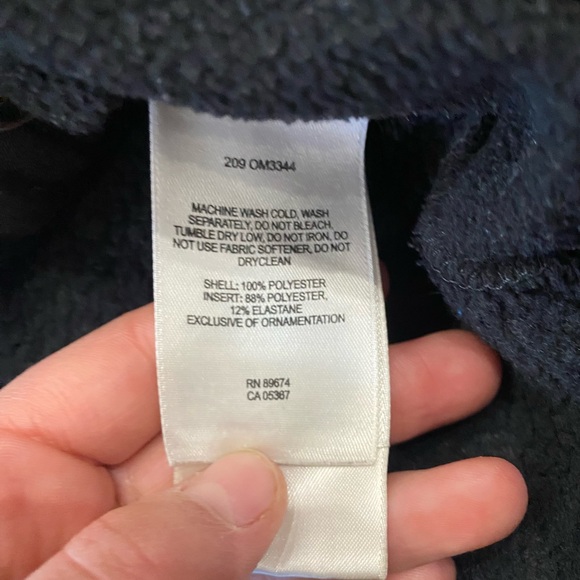 209 OM3344
MACHINE WASH COLD, WASH
SEPARATELY, DO NOT BLEACH,
TUMBLE DRY LOW, DO NOT IRON, DO
NOT USE FABRIC SOFTENER, DO NOT
DRYCLEAN
SHELL: 100% POLYESTER
INSERT: 88% POLYESTER,
12% ELASTANE
EXCLUSIVE OF ORNAMENTATION
RN 89674
CA 05367